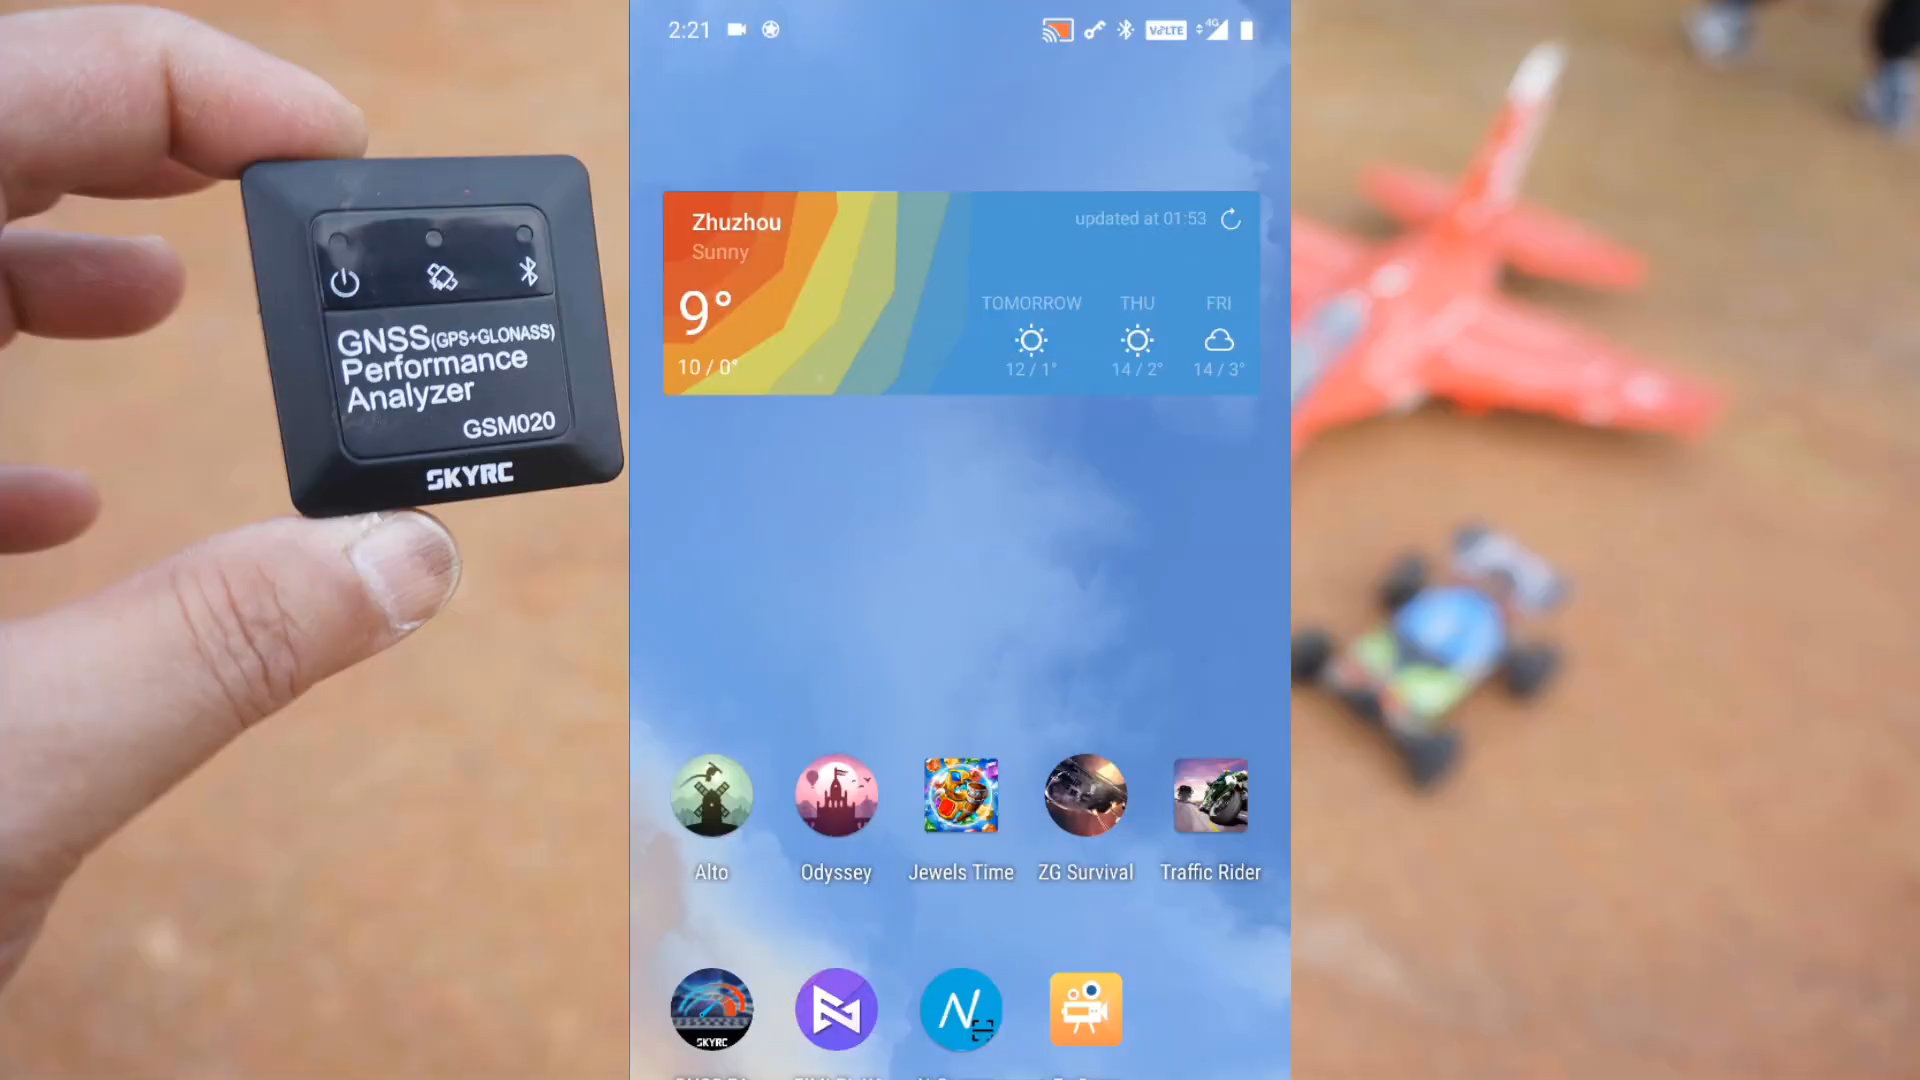 GNSS(GPS+GLONASS)
Performance
Analyzer
GSM020
SKYRC
2:21
VoLTE
4G
Zhuzhou
updated at 01:53
Sunny
9°
10 / 0°
TOMORROW
THU
FRI
12 / 1°
14 / 2°
14 / 3°
Alto
Odyssey
Jewels Time
ZG Survival
Traffic Rider
SKYRC